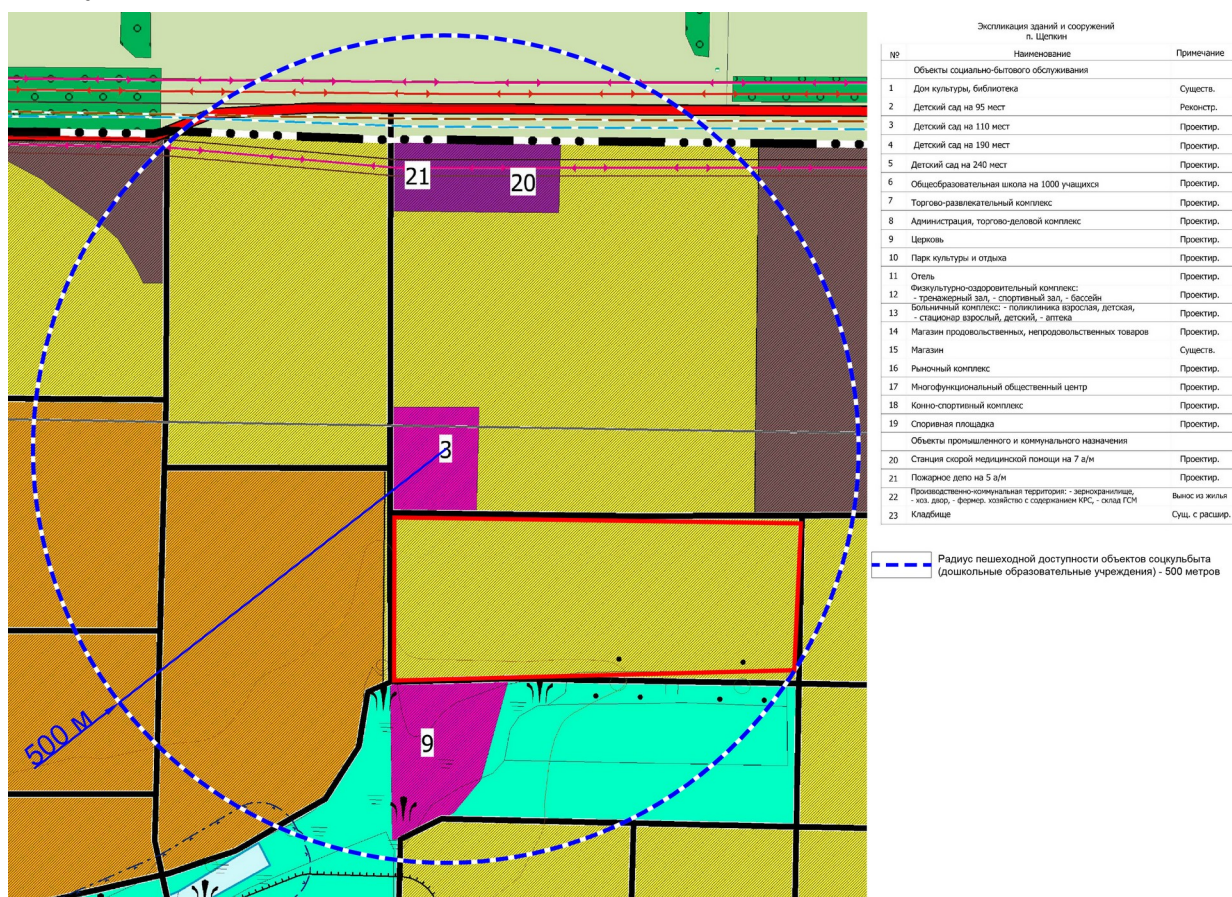 21
20
3
9
500 м
Экспликация зданий и сооружений
п. Щепкин
№ Наименование Примечание
Объекты социально-бытового обслуживания
1 Дом культуры, библиотека Существ.
2 Детский сад на 95 мест Реконстр.
3 Детский сад на 110 мест Проектир.
4 Детский сад на 190 мест Проектир.
5 Детский сад на 240 мест Проектир.
6 Общеобразовательная школа на 1000 учащихся Проектир.
7 Торгово-развлекательный комплекс Проектир.
8 Администрация, торгово-деловой комплекс Проектир.
9 Церковь Проектир.
10 Парк культуры и отдыха Проектир.
11 Отель Проектир.
12 Физкультурно-оздоровительный комплекс:
- тренажерный зал, - спортивный зал, - бассейн Проектир.
13 Больничный комплекс: - поликлиника взрослая, детская,
- стационар взрослый, детский, - аптека Проектир.
14 Магазин продовольственных, непродовольственных товаров Проектир.
15 Магазин Существ.
16 Рыночный комплекс Проектир.
17 Многофункциональный общественный центр Проектир.
18 Конно-спортивный комплекс Проектир.
19 Споривная площадка Проектир.
Объекты промышленного и коммунального назначения
20 Станция скорой медицинской помощи на 7 а/м Проектир.
21 Пожарное депо на 5 а/м Проектир.
22 Производственно-коммунальная территория: - зернохранилище,
- хоз. двор, - фермер. хозяйство с содержанием КРС, - склад ГСМ Вынос из жилья
23 Кладбище Сущ. с расшир.
Радиус пешеходной доступности объектов соцкульбыта
(дошкольные образовательные учреждения) - 500 метров